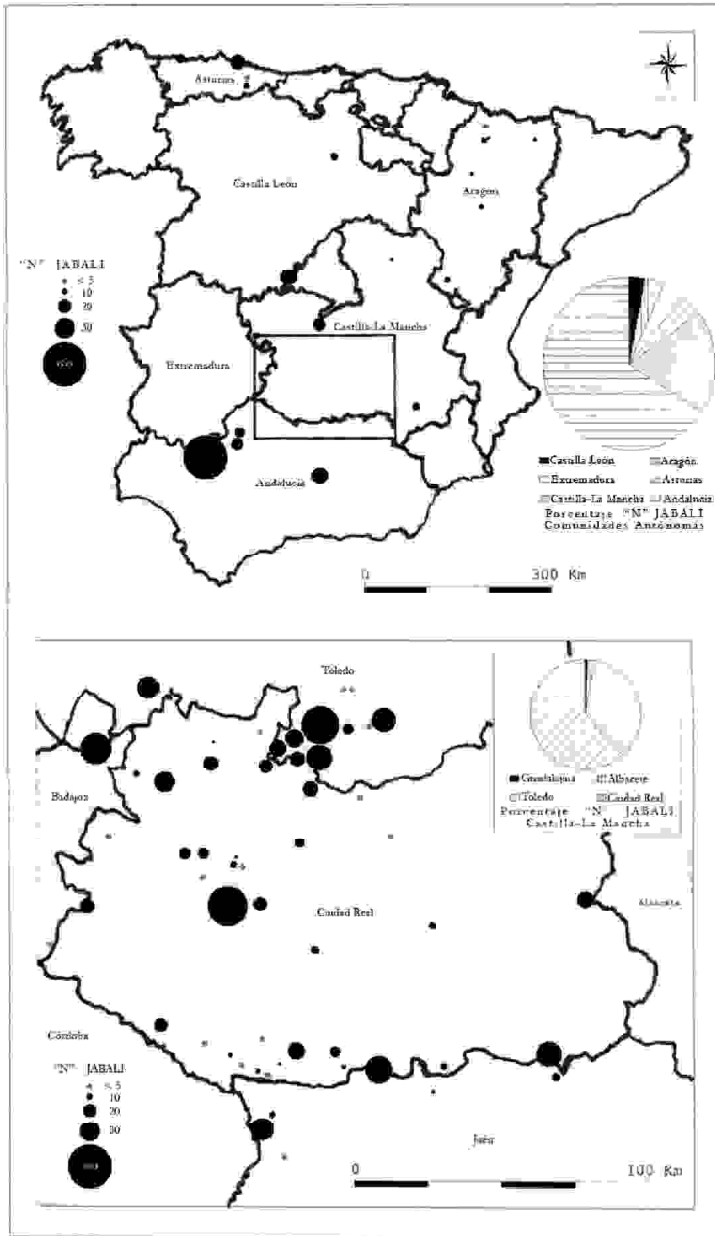 Asturias
Castilla León
Aragón
"N" JABALI
< 5
10
20
50
Castilla-La Mancha
Extremadura
Andalucía
Castilla León Aragón
Extremadura Asturias
Castilla-La Mancha Andalucía
Porcentaje "N" JABALI
Comunidades Autónomas
0 300 Km
Toledo
Guadalajara Albacete
Toledo Ciudad Real
Porcentaje "N" JABALI
Castilla-La Mancha
Badajoz
Ciudad Real
Albacete
Córdoba
"N" JABALI
< 5
10
20
50
Jaén
0 100 Km